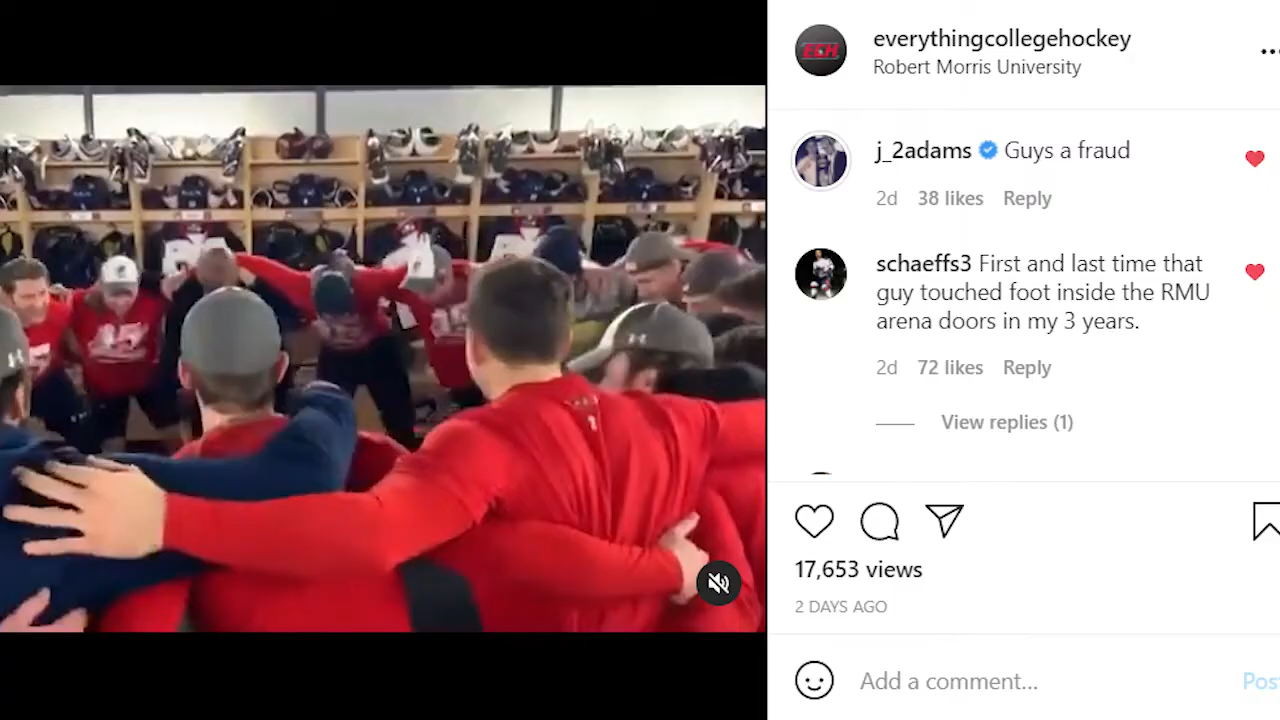 ECH
everythingcollegehockey
Robert Morris University
j_2adams Guys a fraud
2d 38 likes Reply
schaeffs3 First and last time that
guy touched foot inside the RMU
arena doors in my 3 years.
2d 72 likes Reply
View replies (1)
17,653 views
2 DAYS AGO
Add a comment...
15